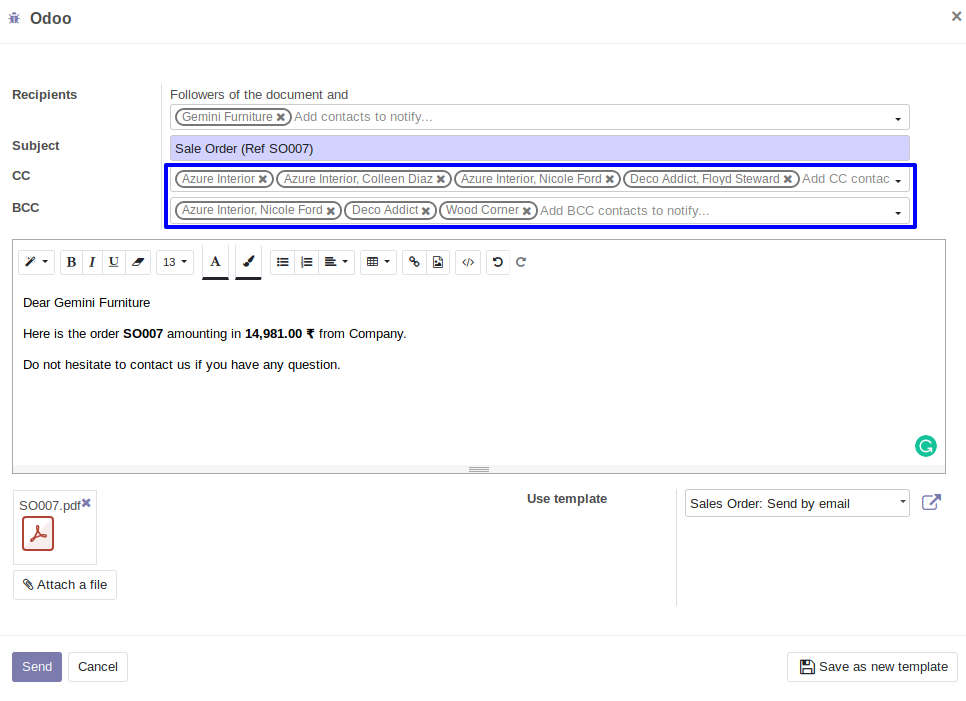 Odoo ×
Recipients
Followers of the document and
Gemini Furniture × Add contacts to notify...
Subject
Sale Order (Ref SO007)
CC
Azure Interior × Azure Interior, Colleen Diaz × Azure Interior, Nicole Ford × Deco Addict, Floyd Steward × Add CC contac
BCC
Azure Interior, Nicole Ford × Deco Addict × Wood Corner × Add BCC contacts to notify...
B I U 13 A </>
Dear Gemini Furniture
Here is the order SO007 amounting in 14,981.00 ₹ from Company.
Do not hesitate to contact us if you have any question.
SO007.pdf ×
Use template
Sales Order: Send by email
Attach a file
Send Cancel Save as new template